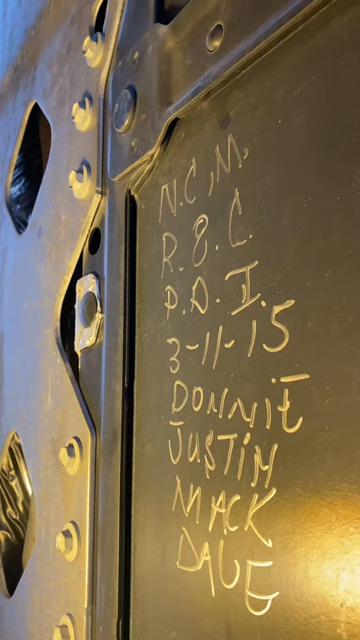 N.C.M.
R.&C.
P.D.I.
3-11-15
DONNIE
JUSTIN
MACK
DAVE